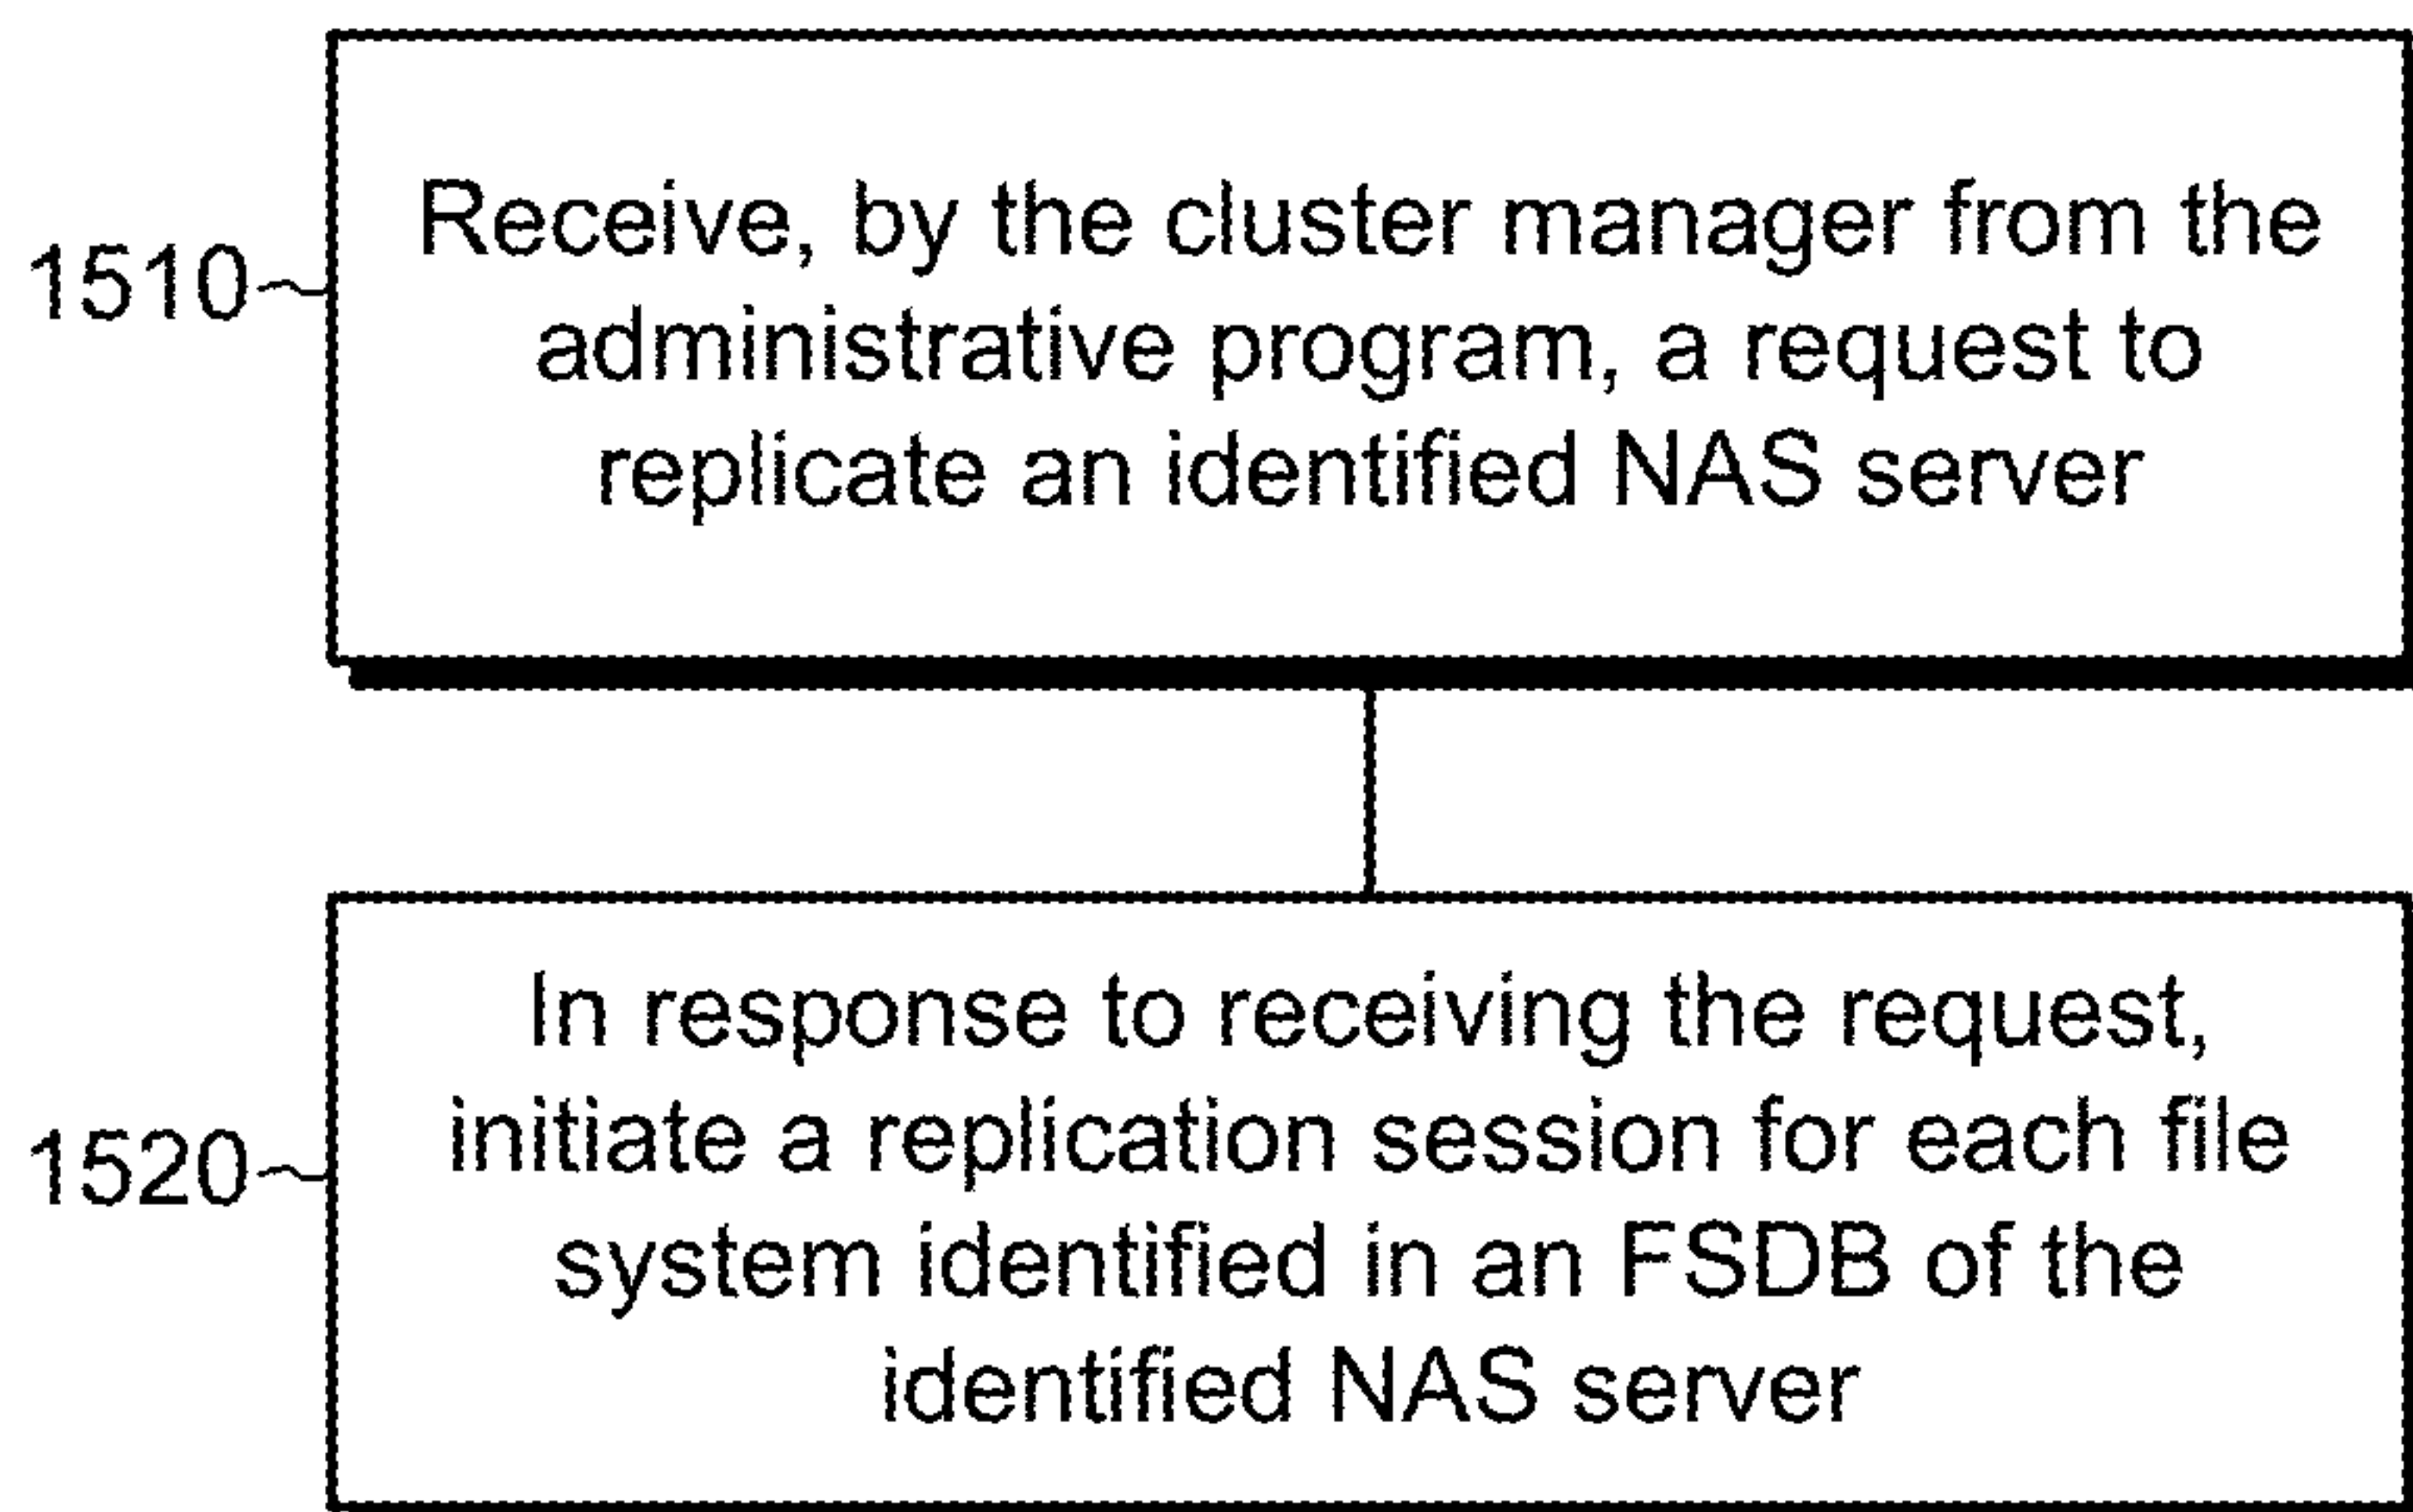 1510
Receive, by the cluster manager from the
administrative program, a request to
replicate an identified NAS server
1520
In response to receiving the request,
initiate a replication session for each file
system identified in an FSDB of the
identified NAS server